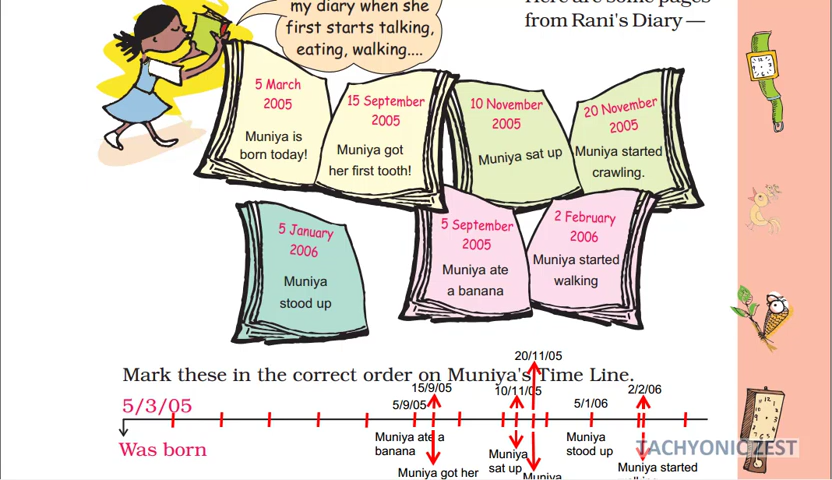 Here are some pages
from Rani's Diary —
my diary when she
first starts talking,
eating, walking....
5 March
2005
Muniya is
born today!
15 September
2005
Muniya got
her first tooth!
10 November
2005
Muniya sat up
20 November
2005
Muniya started
crawling.
5 January
2006
Muniya
stood up
5 September
2005
Muniya ate
a banana
2 February
2006
Muniya started
walking
Mark these in the correct order on Muniya's Time Line.
5/3/05
Was born
5/9/05
15/9/05
10/11/05
20/11/05
5/1/06
2/2/06
Muniya ate a
banana
Muniya got her
Muniya
sat up
Muniya
Muniya
stood up
Muniya started
walking
TACHYONICZEST